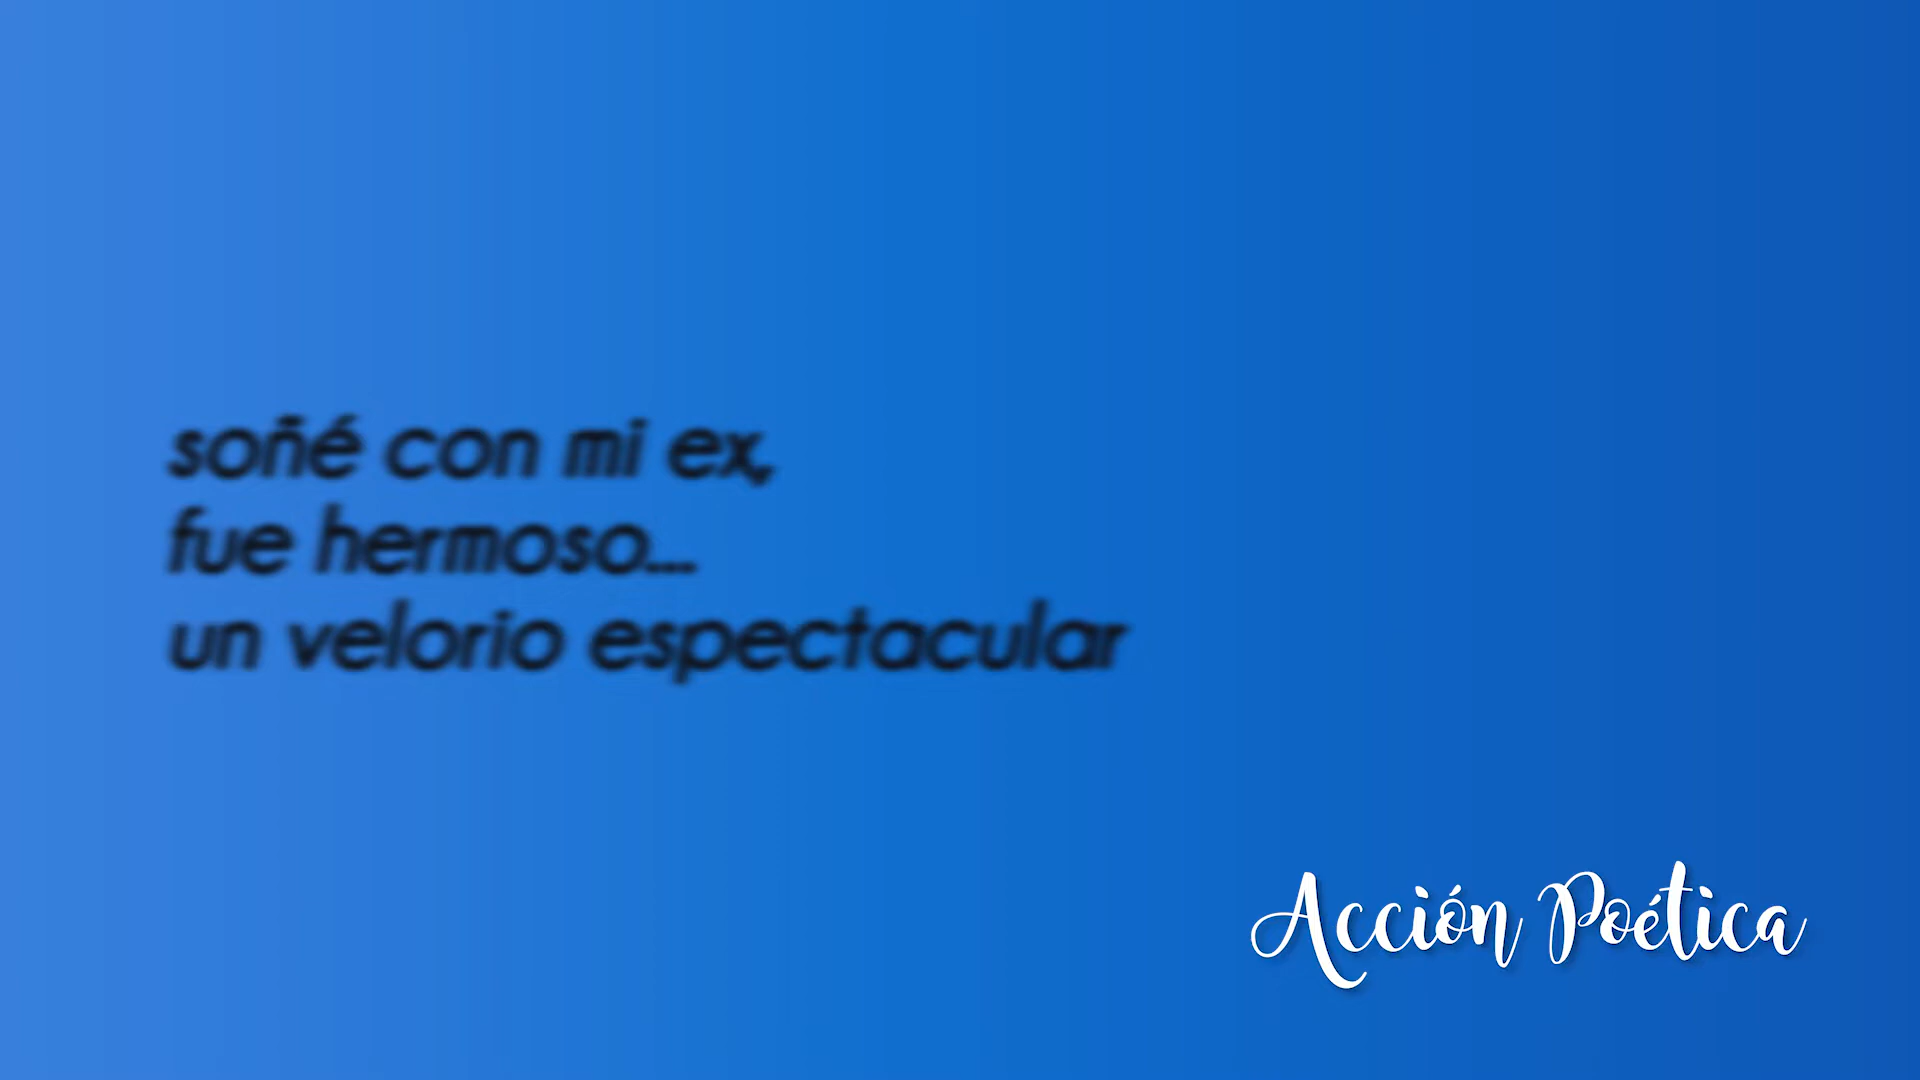 soñé con mi ex,
fue hermoso...
un velorio espectacular
Acción Poética